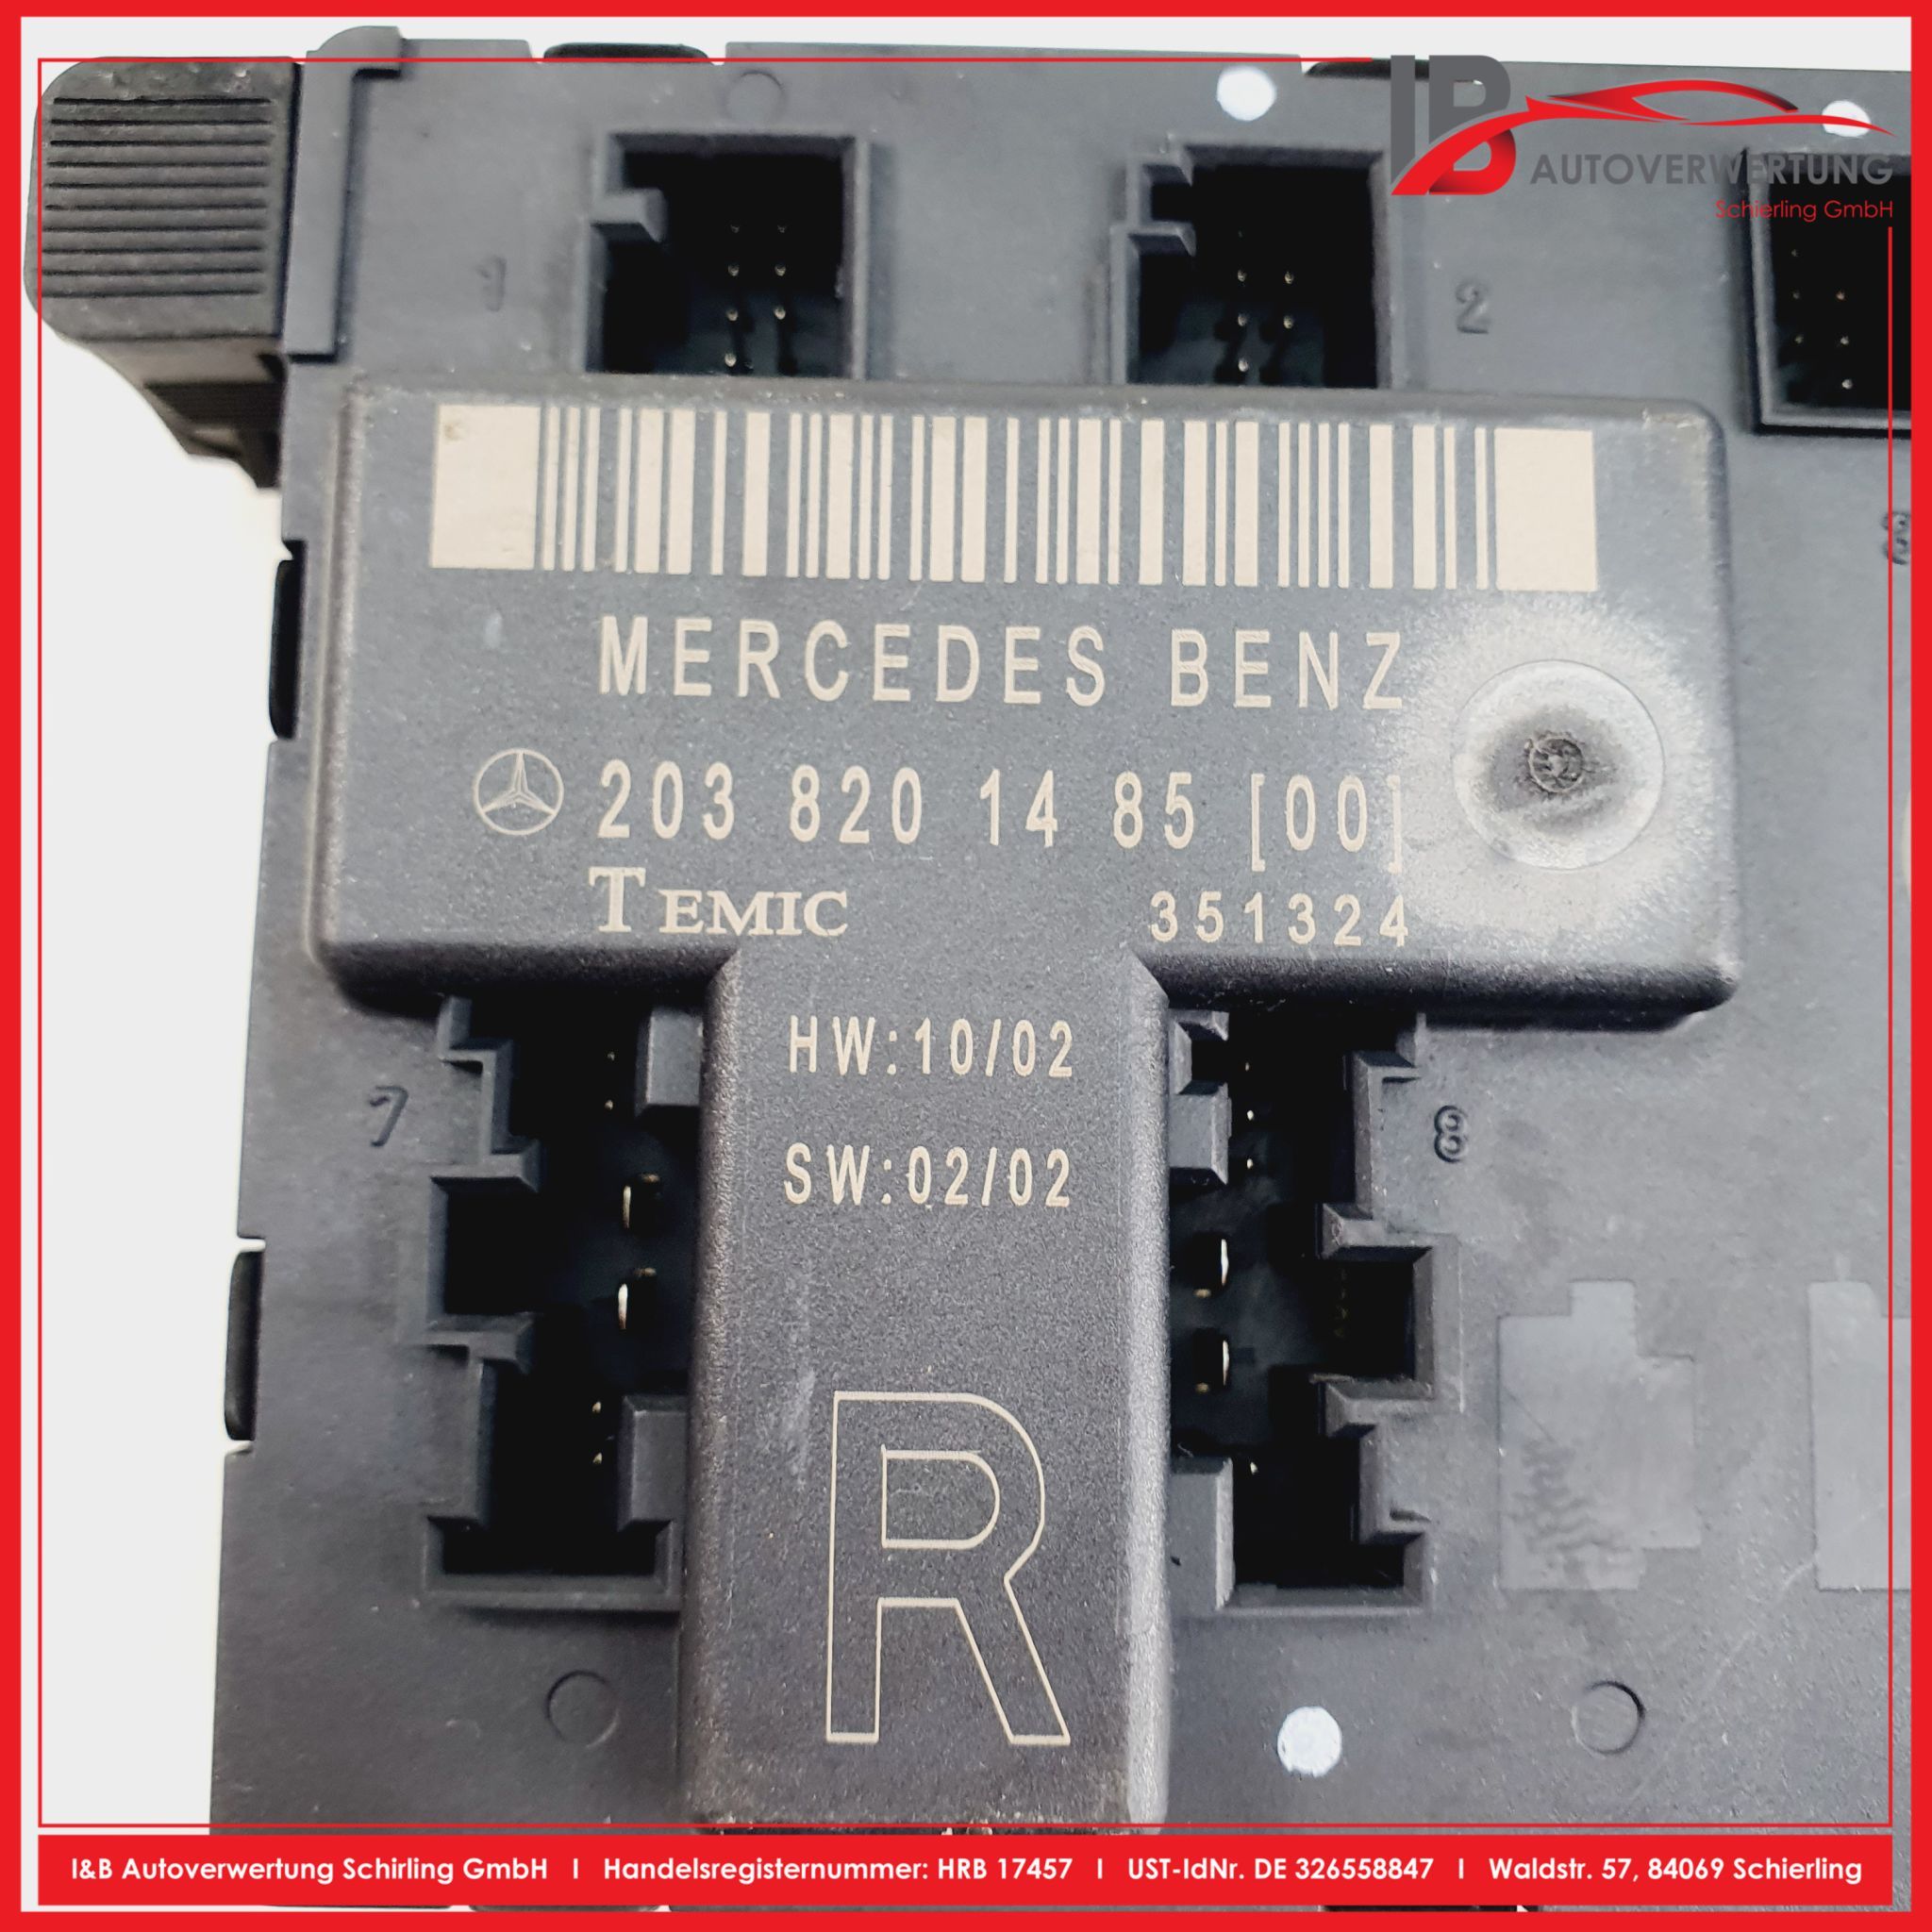 IB
AUTOVERWERTUNG
Schierling GmbH
1
2
MERCEDES BENZ
203 820 14 85 [00]
TEMIC 351324
HW:10/02
7
8
SW:02/02
R
I&B Autoverwertung Schirling GmbH I Handelsregisternummer: HRB 17457 I UST-IdNr. DE 326558847 I Waldstr. 57, 84069 Schierling